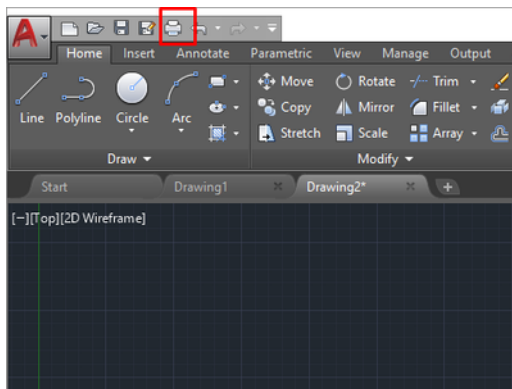 Home Insert Annotate Parametric View Manage Output
Line Polyline Circle Arc
Move Rotate Trim
Copy Mirror Fillet
Stretch Scale Array
Draw Modify
Start Drawing1 Drawing2* +
[−][Top][2D Wireframe]